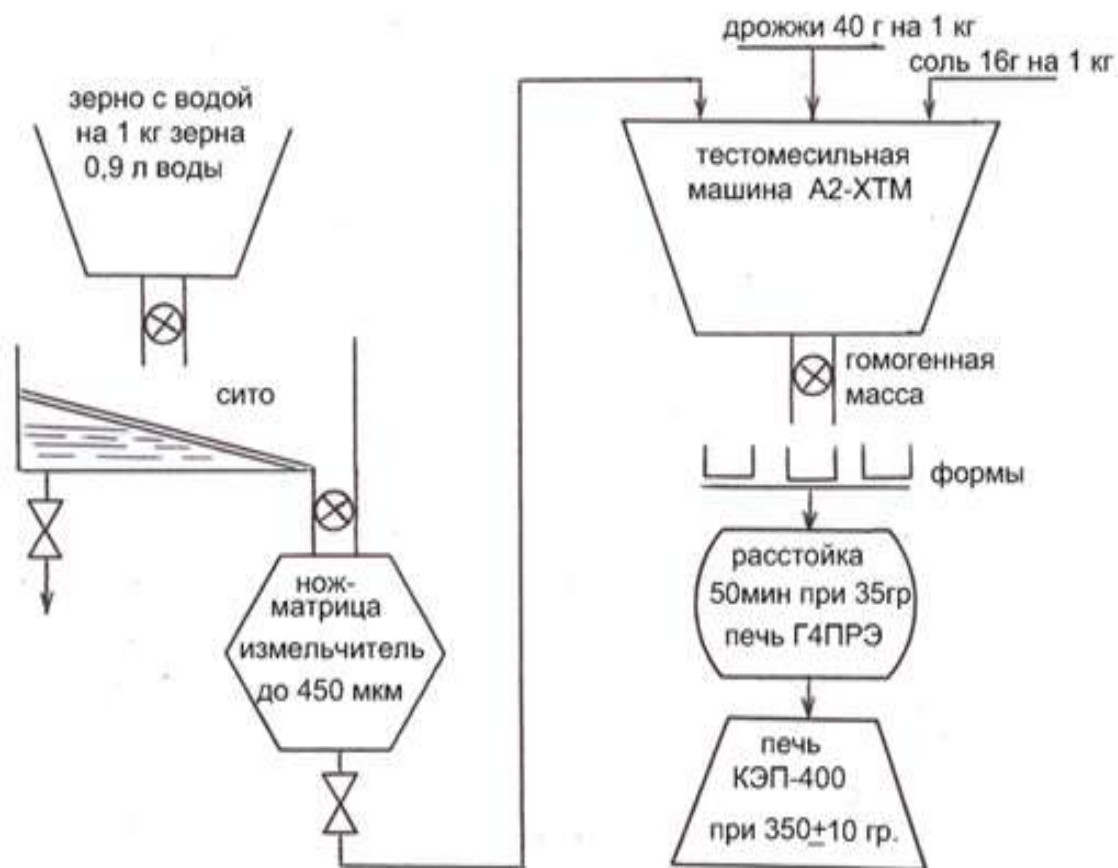 зерно с водой
на 1 кг зерна
0,9 л воды
сито
нож-
матрица
измельчитель
до 450 мкм
дрожжи 40 г на 1 кг
соль 16г на 1 кг
тестомесильная
машина А2-ХТМ
гомогенная
масса
формы
расстойка
50мин при 35гр
печь Г4ПРЭ
печь
КЭП-400
при 350±10 гр.